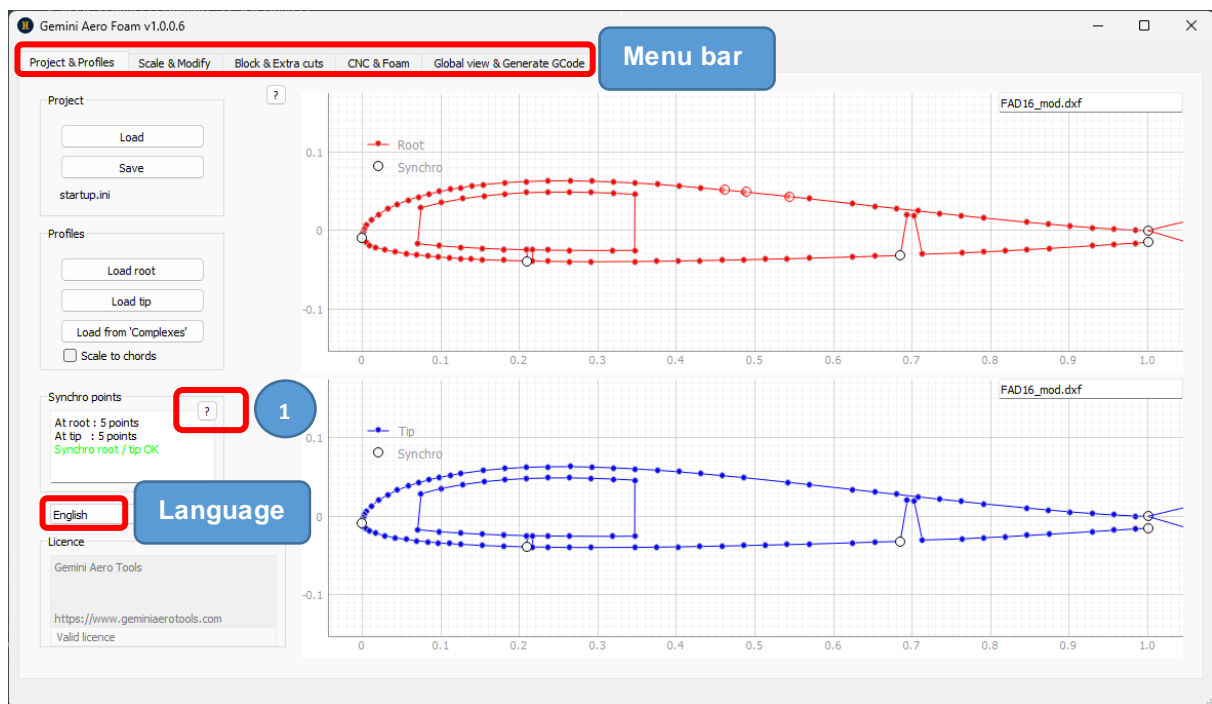 Gemini Aero Foam v1.0.0.6
Menu bar
Project & Profiles Scale & Modify Block & Extra cuts CNC & Foam Global view & Generate GCode
Project
?
Load
Save
startup.ini
Profiles
Load root
Load tip
Load from 'Complexes'
Scale to chords
Synchro points
?
1
At root : 5 points
At tip : 5 points
Synchro root / tip OK
English
Language
Licence
Gemini Aero Tools
https://www.geminiaerotools.com
Valid licence
FAD16_mod.dxf
Root
Synchro
0.1
0
-0.1
0 0.1 0.2 0.3 0.4 0.5 0.6 0.7 0.8 0.9 1.0
FAD16_mod.dxf
Tip
Synchro
0.1
0
-0.1
0 0.1 0.2 0.3 0.4 0.5 0.6 0.7 0.8 0.9 1.0